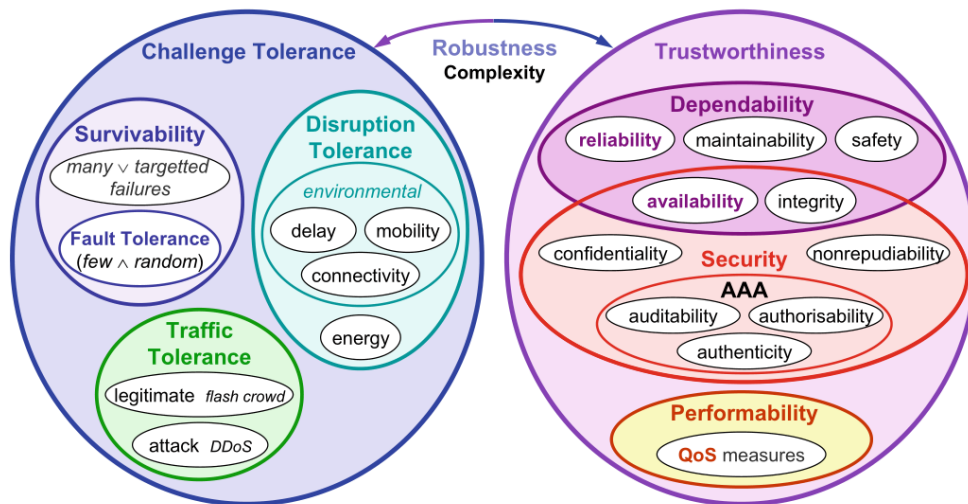 Challenge Tolerance
Robustness
Complexity
Trustworthiness
Survivability
many ∨ targetted
failures
Fault Tolerance
(few ∧ random)
Disruption
Tolerance
environmental
delay
mobility
connectivity
energy
Traffic
Tolerance
legitimate flash crowd
attack DDoS
Dependability
reliability
maintainability
safety
availability
integrity
confidentiality
Security
nonrepudiability
AAA
auditability
authorisability
authenticity
Performability
QoS measures